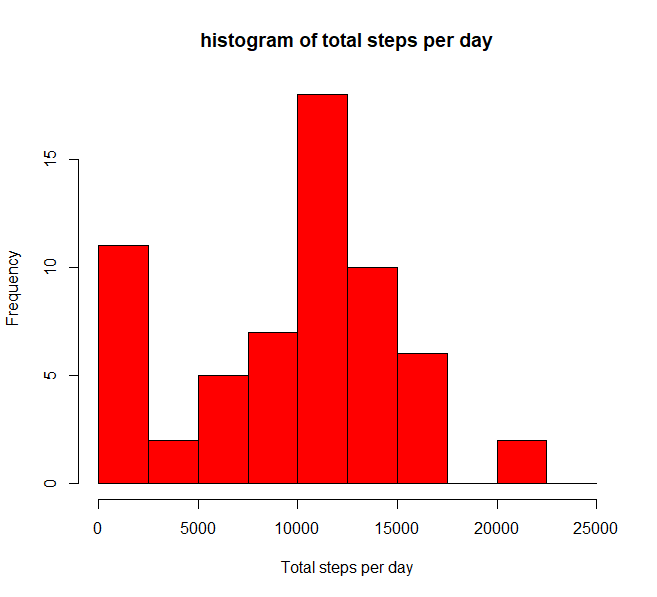 histogram of total steps per day
Frequency
15
10
5
0
0 5000 10000 15000 20000 25000
Total steps per day